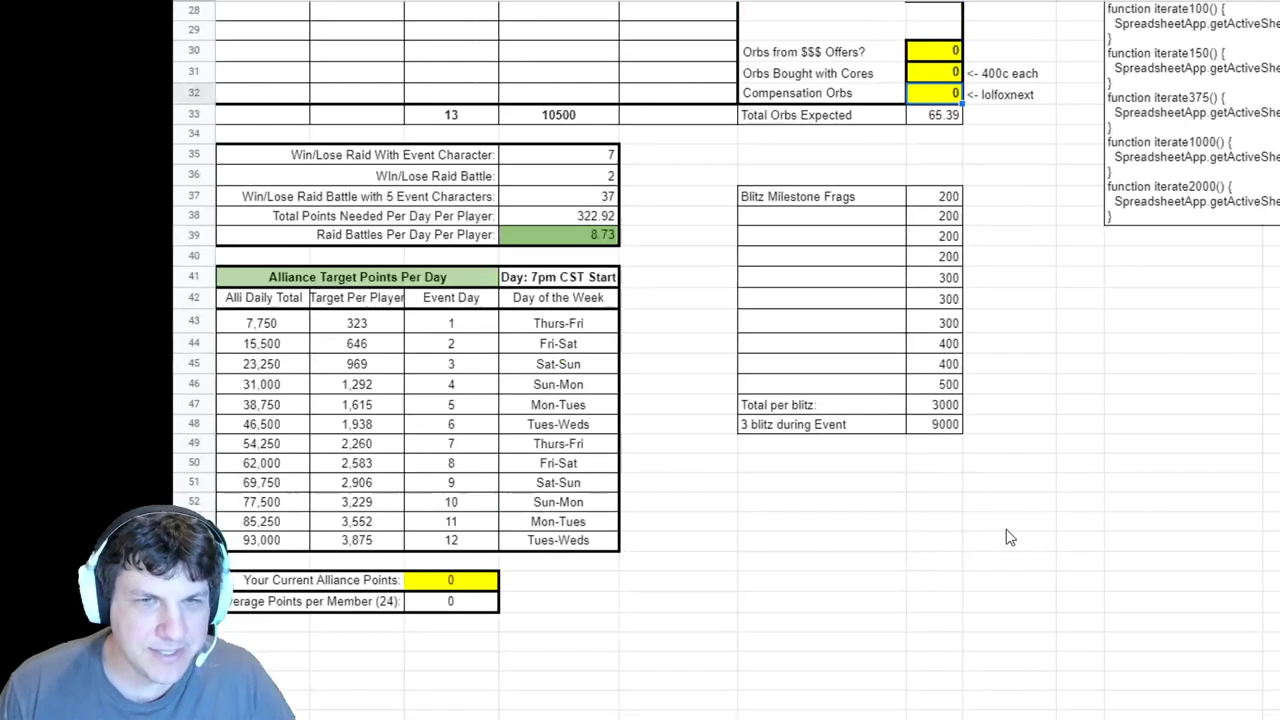 28
29
30 Orbs from $$$ Offers? 0
31 Orbs Bought with Cores 0 <- 400c each
32 Compensation Orbs 0 <- lolfoxnext
33 13 10500 Total Orbs Expected 65.39
34
35 Win/Lose Raid With Event Character: 7
36 WIn/Lose Raid Battle: 2
37 Win/Lose Raid Battle with 5 Event Characters: 37 Blitz Milestone Frags 200
38 Total Points Needed Per Day Per Player: 322.92 200
39 Raid Battles Per Day Per Player: 8.73 200
40 200
41 Alliance Target Points Per Day Day: 7pm CST Start 300
42 Alli Daily Total Target Per Player Event Day Day of the Week 300
43 7,750 323 1 Thurs-Fri 300
44 15,500 646 2 Fri-Sat 400
45 23,250 969 3 Sat-Sun 400
46 31,000 1,292 4 Sun-Mon 500
47 38,750 1,615 5 Mon-Tues Total per blitz: 3000
48 46,500 1,938 6 Tues-Weds 3 blitz during Event 9000
49 54,250 2,260 7 Thurs-Fri
50 62,000 2,583 8 Fri-Sat
51 69,750 2,906 9 Sat-Sun
52 77,500 3,229 10 Sun-Mon
85,250 3,552 11 Mon-Tues
93,000 3,875 12 Tues-Weds
Your Current Alliance Points: 0
verage Points per Member (24): 0
function iterate100() {
SpreadsheetApp.getActiveShe
}
function iterate150() {
SpreadsheetApp.getActiveShe
}
function iterate375() {
SpreadsheetApp.getActiveShe
}
function iterate1000() {
SpreadsheetApp.getActiveShe
}
function iterate2000() {
SpreadsheetApp.getActiveShe
}